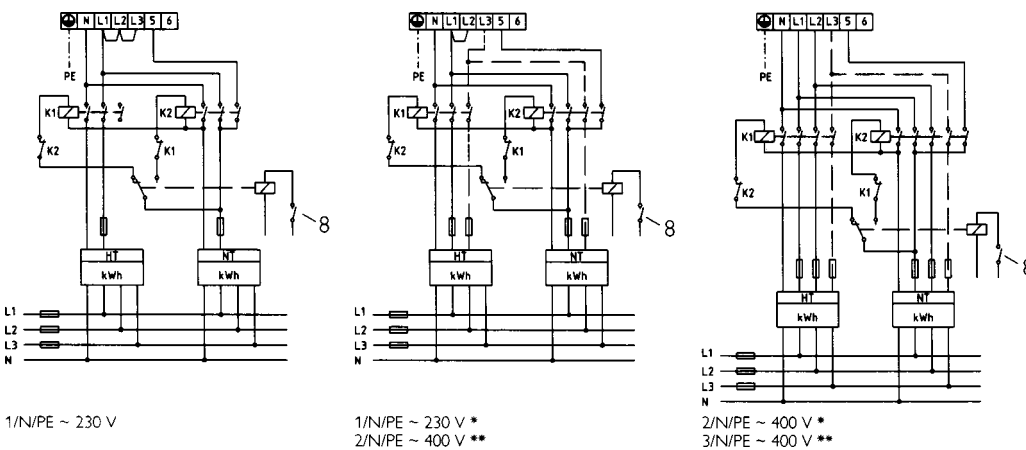 N L1 L2 L3 5 6
PE
K1
K2
K2
K1
8
HT
kWh
NT
kWh
L1
L2
L3
N
1/N/PE ~ 230 V
N L1 L2 L3 5 6
PE
K1
K2
K2
K1
8
HT
kWh
NT
kWh
L1
L2
L3
N
1/N/PE ~ 230 V *
2/N/PE ~ 400 V **
N L1 L2 L3 5 6
PE
K1
K2
K2
K1
8
HT
kWh
NT
kWh
L1
L2
L3
N
2/N/PE ~ 400 V *
3/N/PE ~ 400 V **